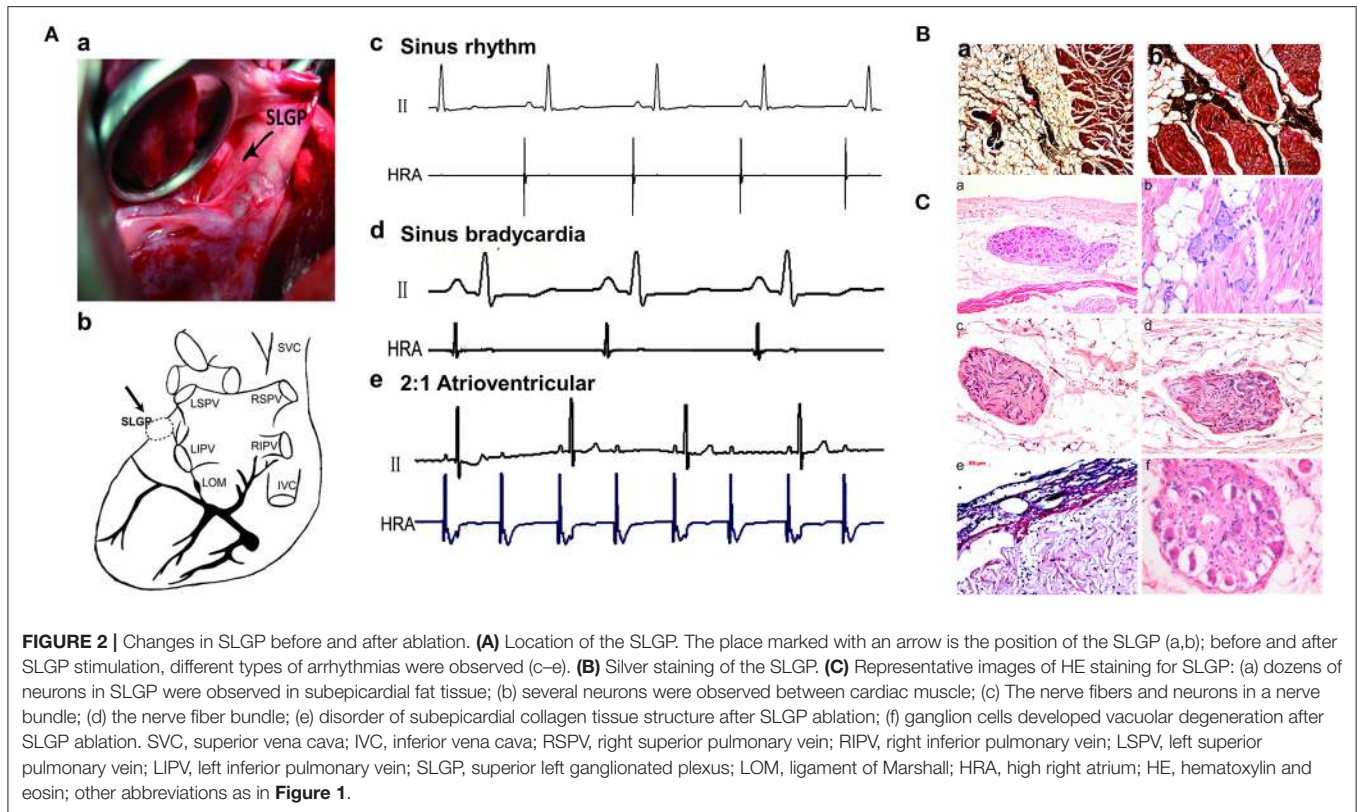 A
a
SLGP
b
SVC
LSPV
RSPV
SLGP
LIPV
RIPV
LOM
IVC
c Sinus rhythm
II
HRA
d Sinus bradycardia
II
HRA
e 2:1 Atrioventricular
II
HRA
B
a
b
C
a
b
c
d
e
f
FIGURE 2 | Changes in SLGP before and after ablation. (A) Location of the SLGP. The place marked with an arrow is the position of the SLGP (a,b); before and after
SLGP stimulation, different types of arrhythmias were observed (c–e). (B) Silver staining of the SLGP. (C) Representative images of HE staining for SLGP: (a) dozens of
neurons in SLGP were observed in subepicardial fat tissue; (b) several neurons were observed between cardiac muscle; (c) The nerve fibers and neurons in a nerve
bundle; (d) the nerve fiber bundle; (e) disorder of subepicardial collagen tissue structure after SLGP ablation; (f) ganglion cells developed vacuolar degeneration after
SLGP ablation. SVC, superior vena cava; IVC, inferior vena cava; RSPV, right superior pulmonary vein; RIPV, right inferior pulmonary vein; LSPV, left superior
pulmonary vein; LIPV, left inferior pulmonary vein; SLGP, superior left ganglionated plexus; LOM, ligament of Marshall; HRA, high right atrium; HE, hematoxylin and
eosin; other abbreviations as in Figure 1.